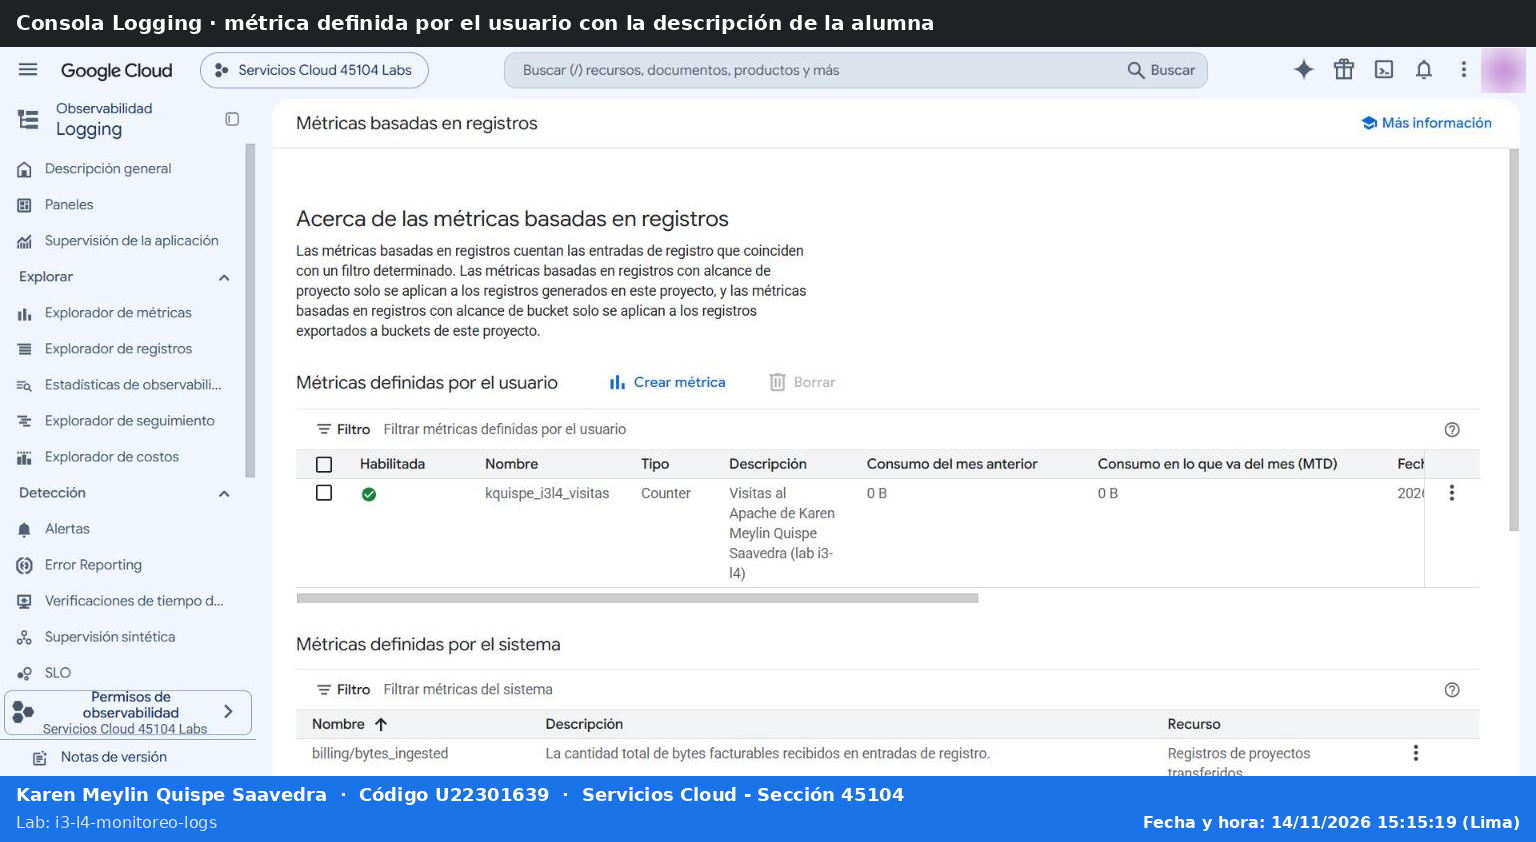 Consola Logging · métrica definida por el usuario con la descripción de la alumna
Google Cloud
Servicios Cloud 45104 Labs
Buscar (/) recursos, documentos, productos y más
Buscar
Observabilidad
Logging
Descripción general
Paneles
Supervisión de la aplicación
Explorar
Explorador de métricas
Explorador de registros
Estadísticas de observabili...
Explorador de seguimiento
Explorador de costos
Detección
Alertas
Error Reporting
Verificaciones de tiempo d...
Supervisión sintética
SLO
Permisos de
observabilidad
Servicios Cloud 45104 Labs
Notas de versión
Métricas basadas en registros
Más información
Acerca de las métricas basadas en registros
Las métricas basadas en registros cuentan las entradas de registro que coinciden
con un filtro determinado. Las métricas basadas en registros con alcance de
proyecto solo se aplican a los registros generados en este proyecto, y las métricas
basadas en registros con alcance de bucket solo se aplican a los registros
exportados a buckets de este proyecto.
Métricas definidas por el usuario
Crear métrica
Borrar
Filtro Filtrar métricas definidas por el usuario
Habilitada Nombre Tipo Descripción Consumo del mes anterior Consumo en lo que va del mes (MTD) Fech
kquispe_i3l4_visitas Counter Visitas al 0 B 0 B 2026
Apache de Karen
Meylin Quispe
Saavedra (lab i3-
l4)
Métricas definidas por el sistema
Filtro Filtrar métricas del sistema
Nombre Descripción Recurso
billing/bytes_ingested La cantidad total de bytes facturables recibidos en entradas de registro. Registros de proyectos
transferidos
Karen Meylin Quispe Saavedra · Código U22301639 · Servicios Cloud - Sección 45104
Lab: i3-l4-monitoreo-logs
Fecha y hora: 14/11/2026 15:15:19 (Lima)